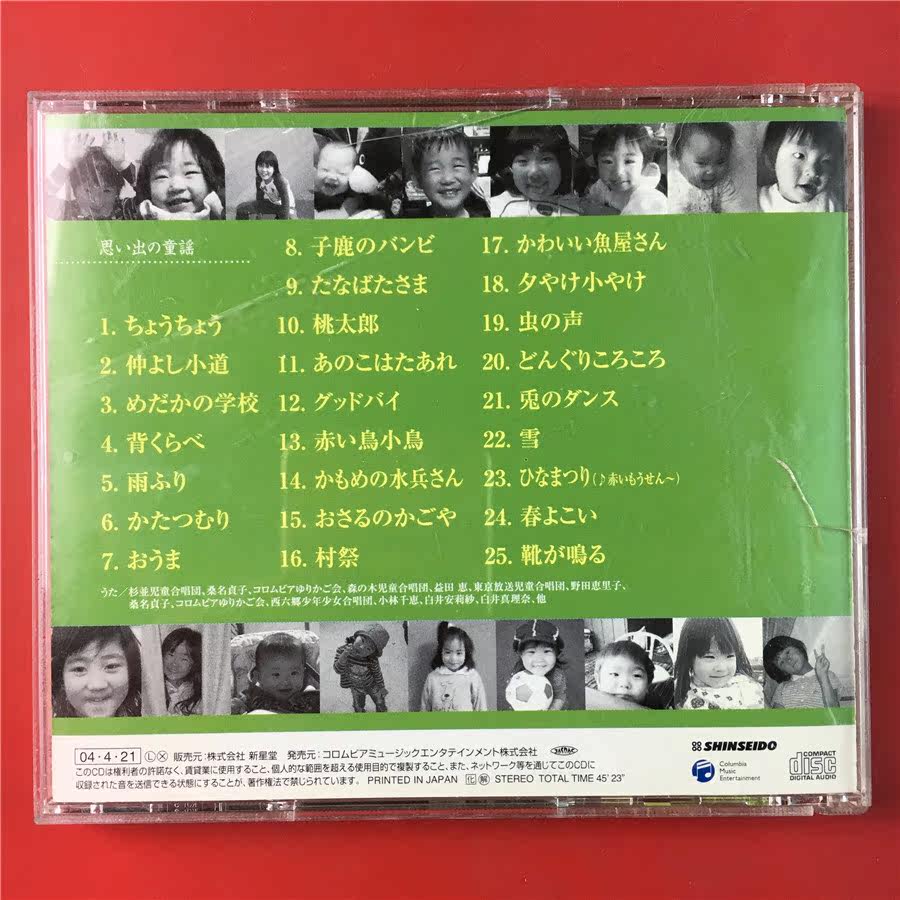 思い出の童謡
1. ちょうちょう
2. 仲よし小道
3. めだかの学校
4. 背くらべ
5. 雨ふり
6. かたつむり
7. おうま
8. 子鹿のバンビ
9. たなばたさま
10. 桃太郎
11. あのこはたあれ
12. グッドバイ
13. 赤い鳥小鳥
14. かもめの水兵さん
15. おさるのかごや
16. 村祭
17. かわいい魚屋さん
18. 夕やけ小やけ
19. 虫の声
20. どんぐりころころ
21. 兎のダンス
22. 雪
23. ひなまつり(♪赤いもうせん〜)
24. 春よこい
25. 靴が鳴る
うた／杉並児童合唱団、桑名貞子、コロムビアゆりかご会、森の木児童合唱団、益田 恵、東京放送児童合唱団、野田恵里子、
桑名貞子、コロムビアゆりかご会、西六郷少年少女合唱団、小林千恵、白井安莉紗、白井真理奈、他
04・4・21 Ⓛ Ⓧ 販売元：株式会社 新星堂 発売元：コロムビアミュージックエンタテインメント株式会社
このCDは権利者の許諾なく、賃貸業に使用すること、個人的な範囲を超える使用目的で複製すること、また、ネットワーク等を通じてこのCDに
収録された音を送信できる状態にすることが、著作権法で禁じられています。 PRINTED IN JAPAN STEREO TOTAL TIME 45' 23"
SHINSEIDO
Columbia
Music
Entertainment
COMPACT
disc
DIGITAL AUDIO